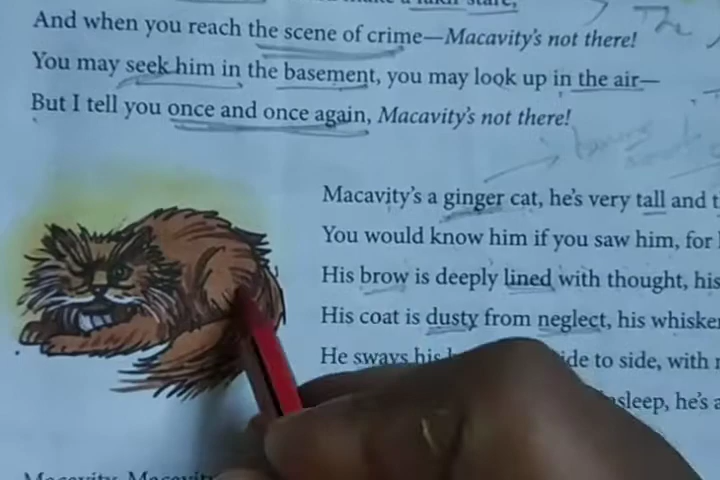 And when you reach the scene of crime—Macavity's not there!
You may seek him in the basement, you may look up in the air—
But I tell you once and once again, Macavity's not there!
Macavity's a ginger cat, he's very tall and t
You would know him if you saw him, for
His brow is deeply lined with thought, his
His coat is dusty from neglect, his whisker
He sways his ide to side, with
sleep, he's a
The